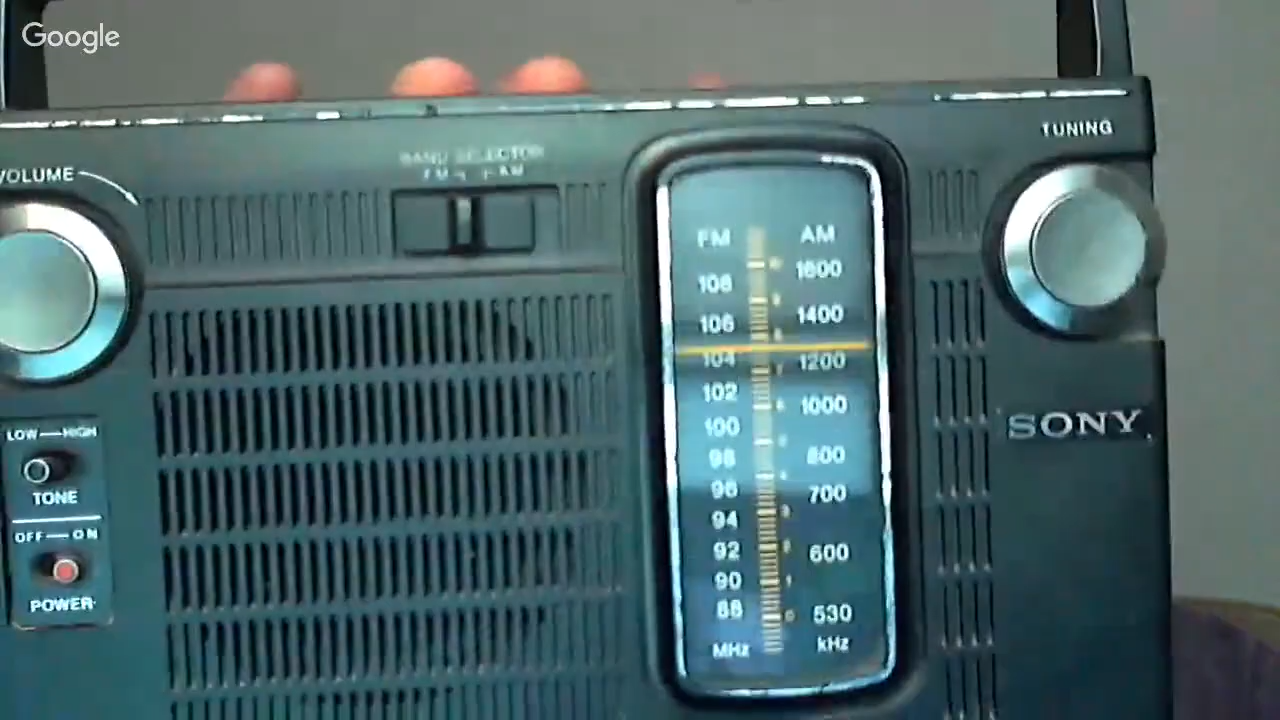 Google
TUNING
VOLUME
BAND SELECTOR
FM AM
FM AM
108 1600
106 1400
104 1200
102 1000
100
98 800
96 700
94
92 600
90
88 530
MHz kHz
SONY
LOW HIGH
TONE
OFF ON
POWER